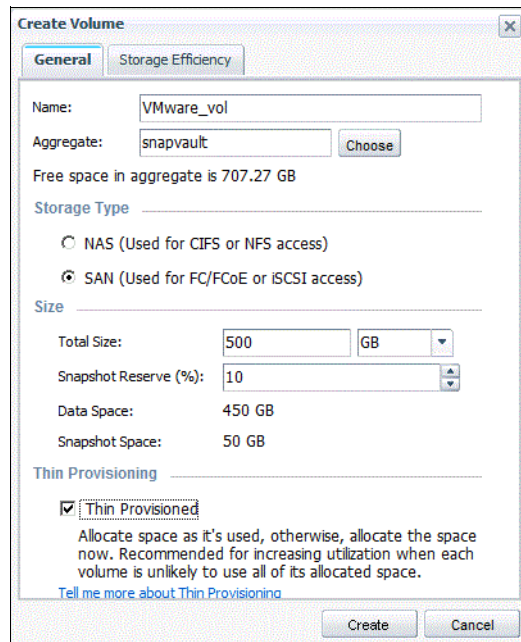 Create Volume
General Storage Efficiency
Name: VMware_vol
Aggregate: snapvault Choose
Free space in aggregate is 707.27 GB
Storage Type
NAS (Used for CIFS or NFS access)
SAN (Used for FC/FCoE or iSCSI access)
Size
Total Size: 500 GB
Snapshot Reserve (%): 10
Data Space: 450 GB
Snapshot Space: 50 GB
Thin Provisioning
Thin Provisioned
Allocate space as it's used, otherwise, allocate the space
now. Recommended for increasing utilization when each
volume is unlikely to use all of its allocated space.
Tell me more about Thin Provisioning
Create Cancel